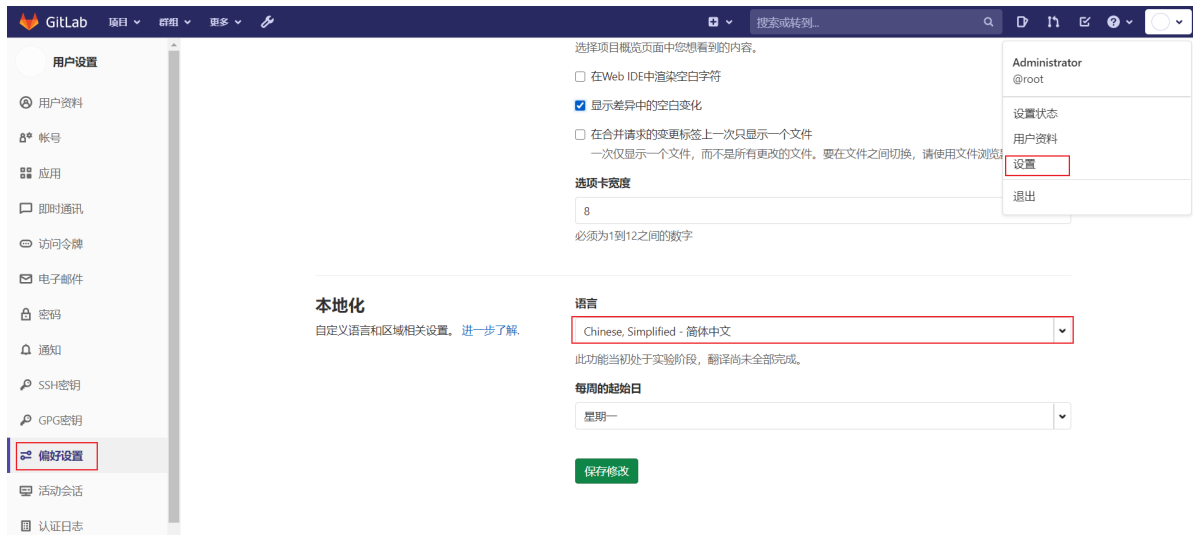 GitLab 项目 群组 更多 搜索或转到...
用户设置
用户资料
帐号
应用
即时通讯
访问令牌
电子邮件
密码
通知
SSH密钥
GPG密钥
偏好设置
活动会话
认证日志
选择项目概览页面中您想看到的内容。
在Web IDE中渲染空白字符
显示差异中的空白变化
在合并请求的变更标签上一次只显示一个文件
一次仅显示一个文件，而不是所有更改的文件。要在文件之间切换，请使用文件浏览
选项卡宽度
8
必须为1到12之间的数字
本地化
自定义语言和区域相关设置。 进一步了解.
语言
Chinese, Simplified - 简体中文
此功能当初处于实验阶段，翻译尚未全部完成。
每周的起始日
星期一
保存修改
Administrator
@root
设置状态
用户资料
设置
退出